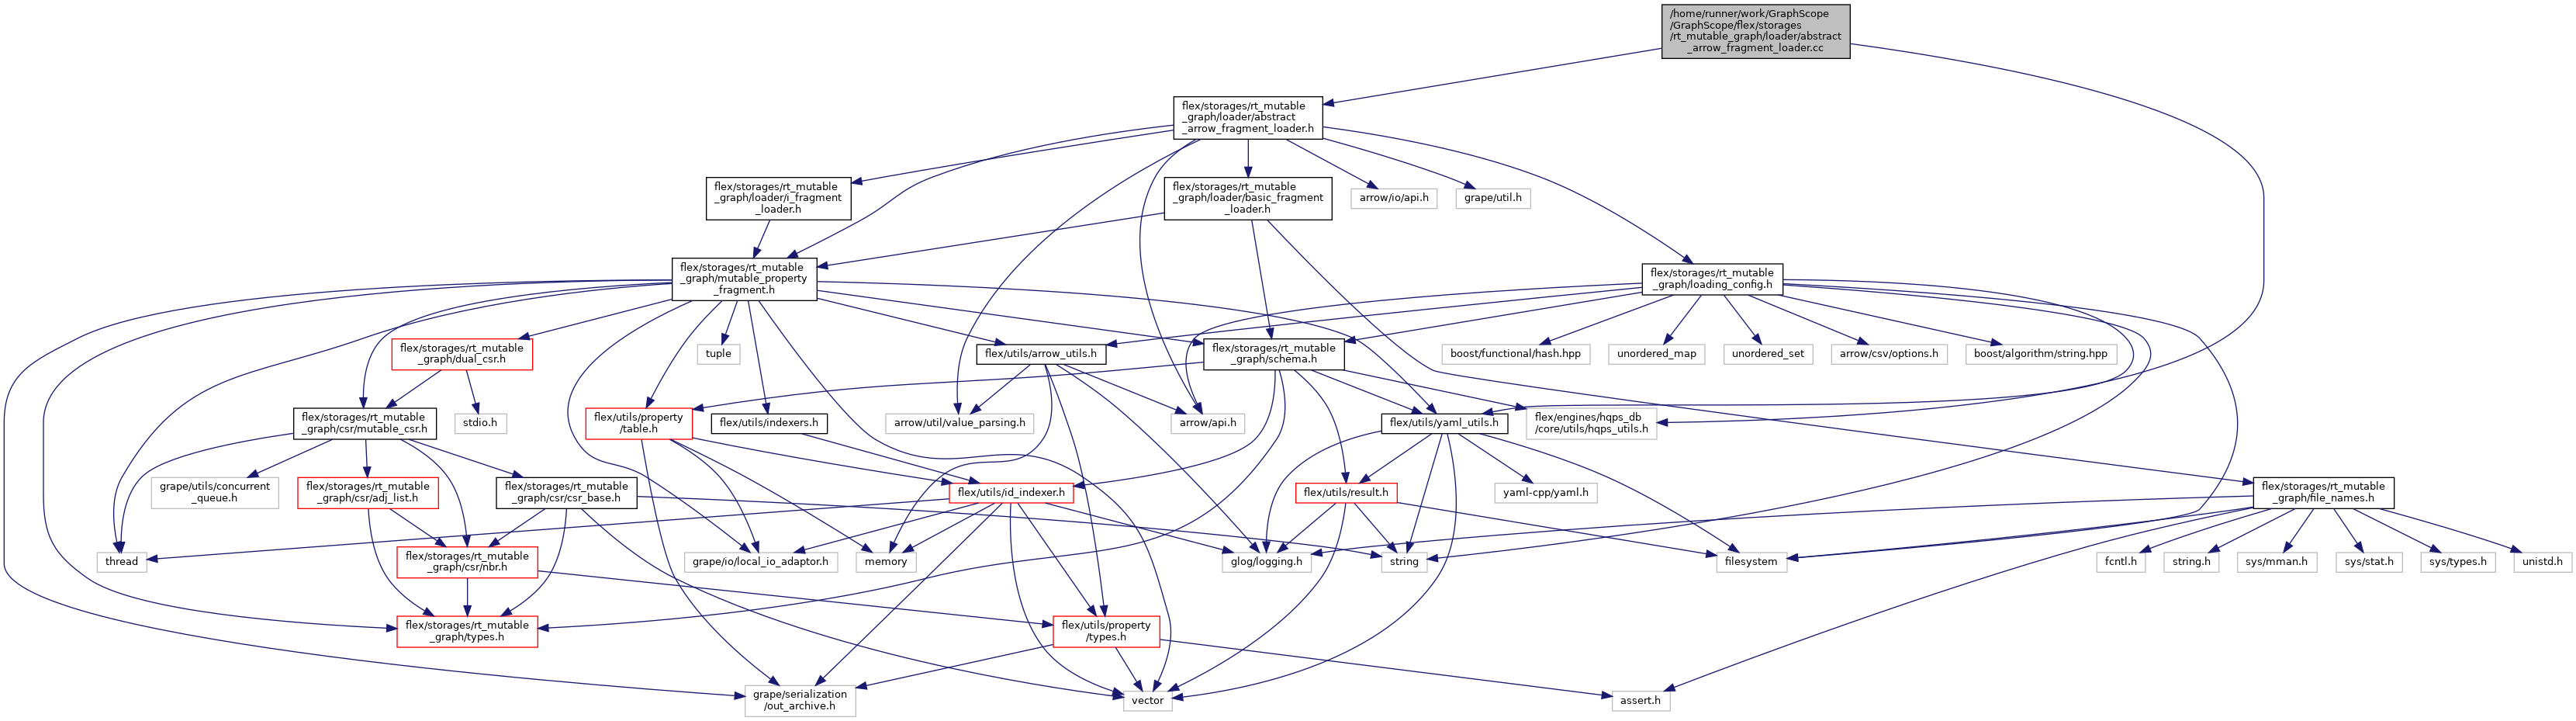 /home/runner/work/GraphScope
/GraphScope/flex/storages
/rt_mutable_graph/loader/abstract
_arrow_fragment_loader.cc
flex/storages/rt_mutable
_graph/loader/abstract
_arrow_fragment_loader.h
flex/storages/rt_mutable
_graph/loader/i_fragment
_loader.h
flex/storages/rt_mutable
_graph/loader/basic_fragment
_loader.h
arrow/io/api.h
grape/util.h
flex/storages/rt_mutable
_graph/mutable_property
_fragment.h
flex/storages/rt_mutable
_graph/loading_config.h
flex/storages/rt_mutable
_graph/dual_csr.h
tuple
flex/utils/arrow_utils.h
flex/storages/rt_mutable
_graph/schema.h
boost/functional/hash.hpp
unordered_map
unordered_set
arrow/csv/options.h
boost/algorithm/string.hpp
flex/storages/rt_mutable
_graph/csr/mutable_csr.h
stdio.h
flex/utils/property
/table.h
flex/utils/indexers.h
arrow/util/value_parsing.h
arrow/api.h
flex/utils/yaml_utils.h
flex/engines/hqps_db
/core/utils/hqps_utils.h
grape/utils/concurrent
_queue.h
flex/storages/rt_mutable
_graph/csr/adj_list.h
flex/storages/rt_mutable
_graph/csr/csr_base.h
flex/utils/id_indexer.h
flex/utils/result.h
yaml-cpp/yaml.h
flex/storages/rt_mutable
_graph/file_names.h
thread
flex/storages/rt_mutable
_graph/csr/nbr.h
grape/io/local_io_adaptor.h
memory
glog/logging.h
string
filesystem
fcntl.h
string.h
sys/mman.h
sys/stat.h
sys/types.h
unistd.h
flex/storages/rt_mutable
_graph/types.h
flex/utils/property
/types.h
grape/serialization
/out_archive.h
vector
assert.h